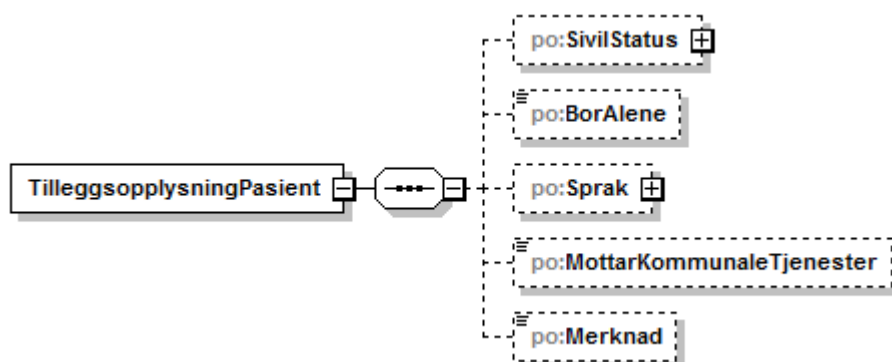 po:SivilStatus
po:BorAlene
TilleggsopplysningPasient
po:Sprak
po:MottarKommunaleTjenester
po:Merknad